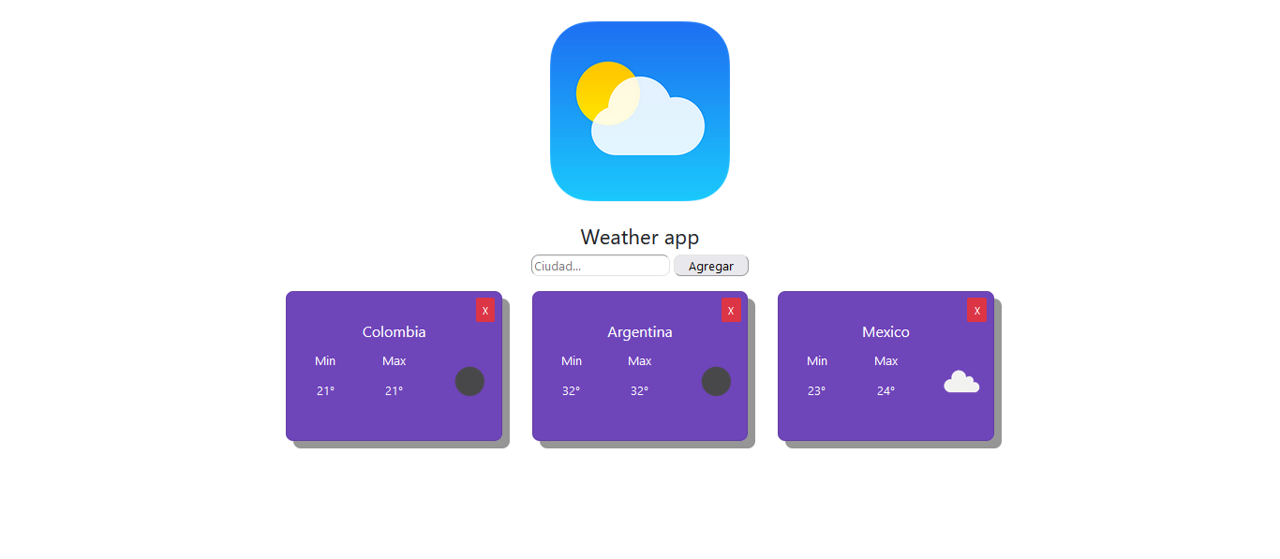 Weather app
Ciudad...
Agregar
X
Colombia
Min Max
21° 21°
X
Argentina
Min Max
32° 32°
X
Mexico
Min Max
23° 24°